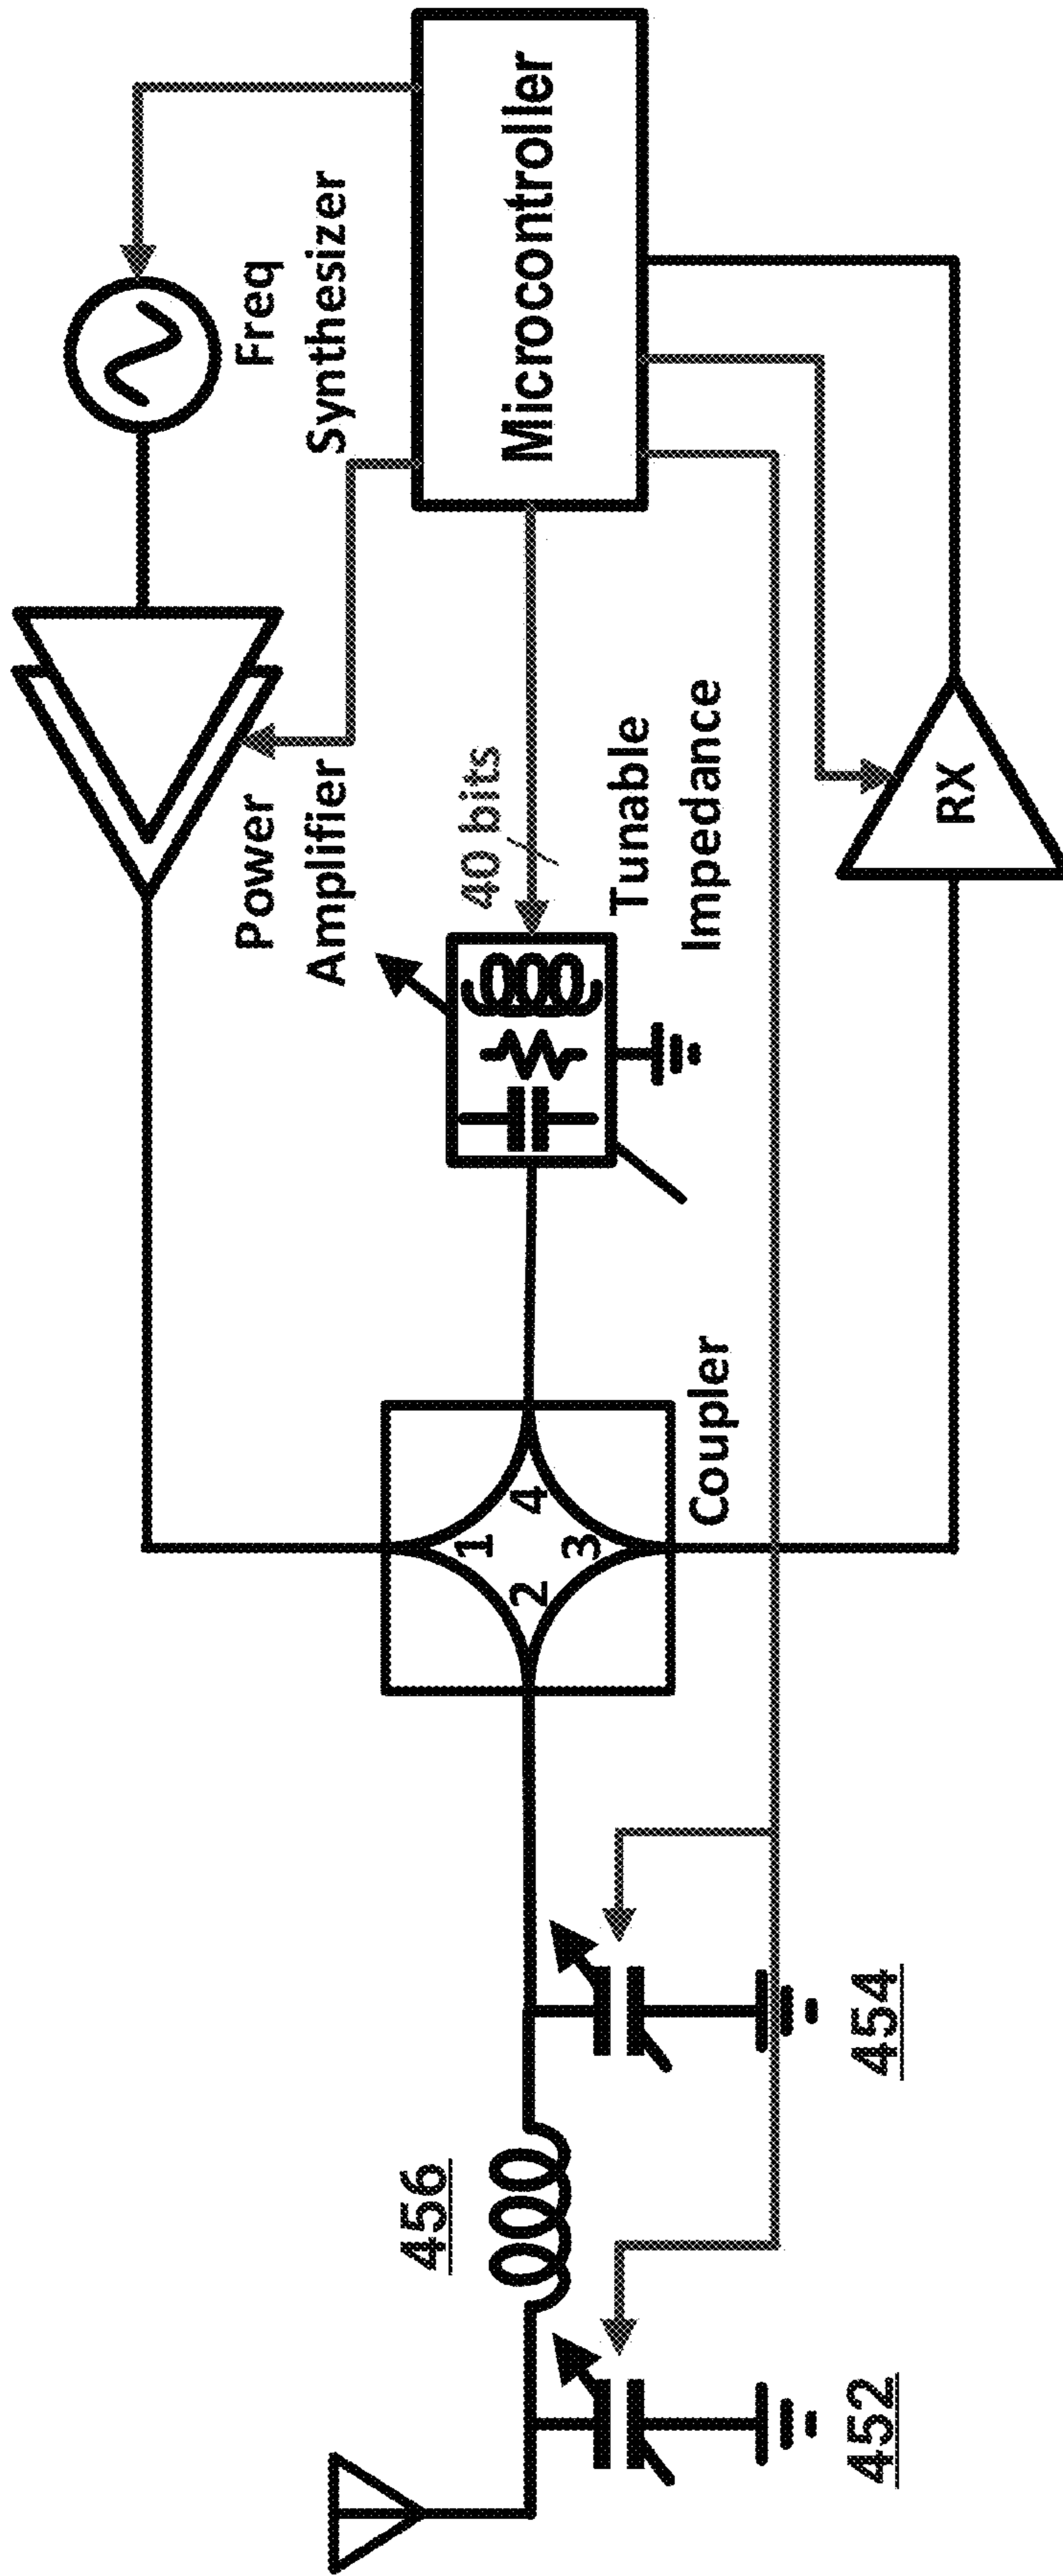 Freq
Synthesizer
Power
Amplifier
Microcontroller
40 bits
Tunable
Impedance
1
2
4
3
Coupler
RX
456
452
454